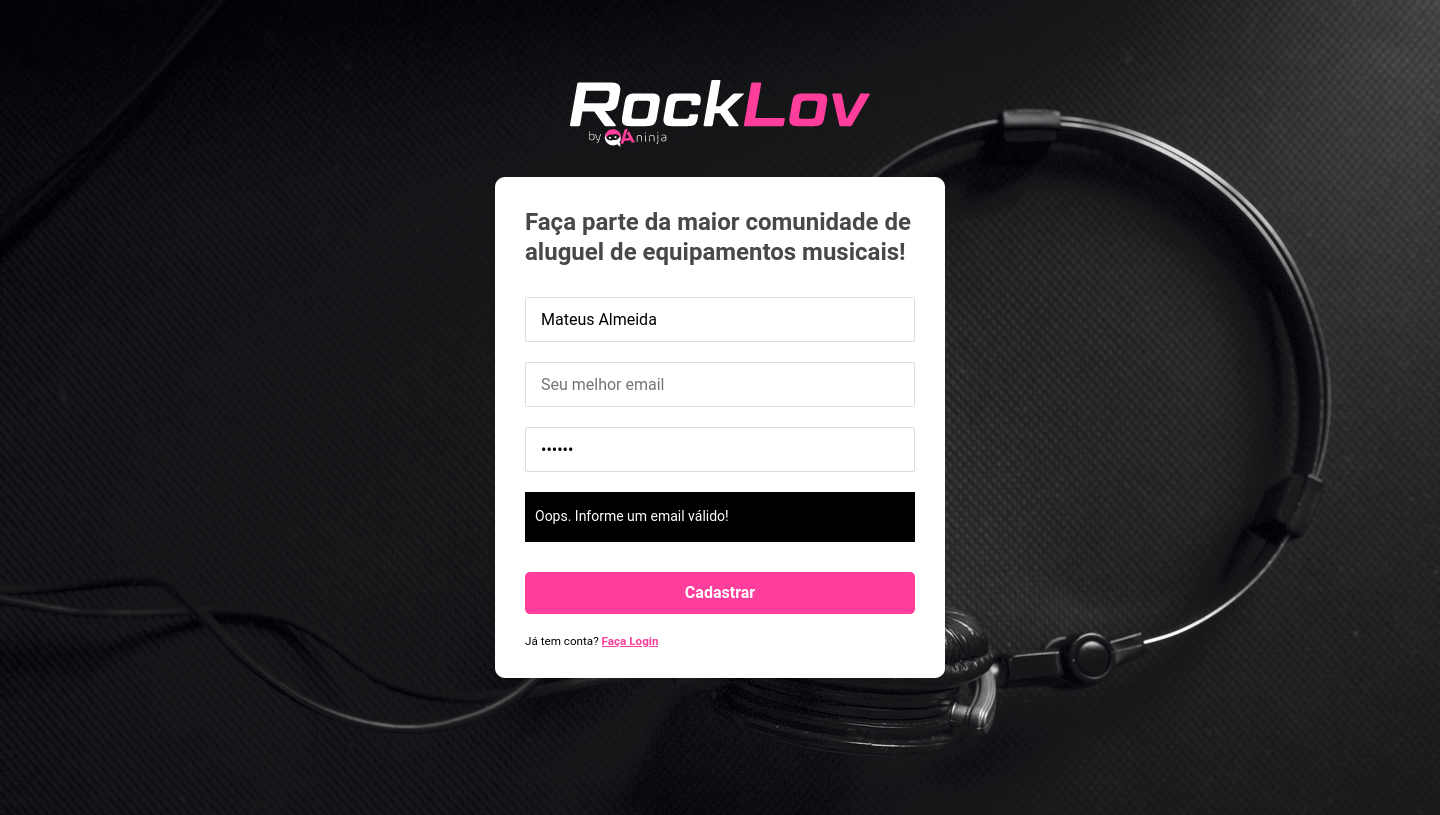 RockLov
by QAninja
Faça parte da maior comunidade de
aluguel de equipamentos musicais!
Mateus Almeida
Seu melhor email
••••••
Oops. Informe um email válido!
Cadastrar
Já tem conta? Faça Login